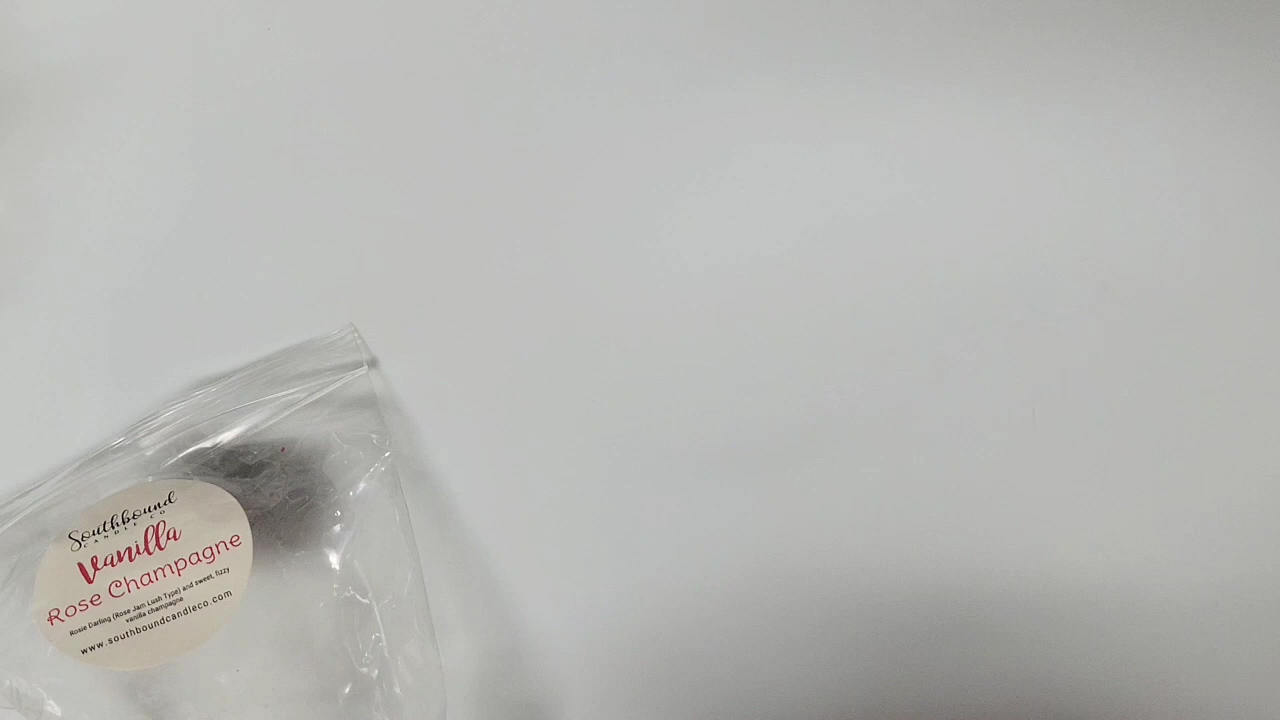 Southbound
CANDLE CO
Vanilla
Rose Champagne
Rosie Darling (Rose Jam Lush Type) and sweet, fizzy
vanilla champagne
www.southboundcandleco.com